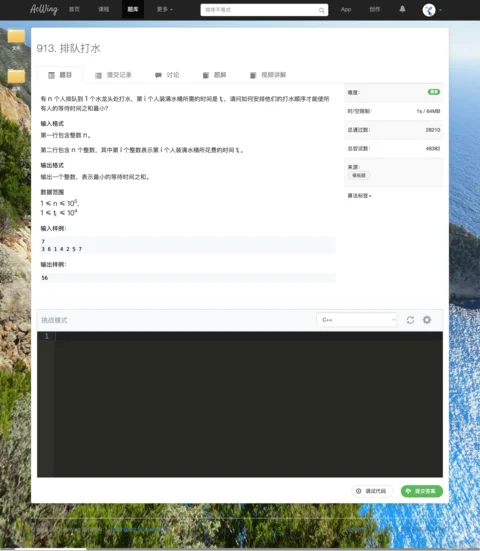 AcWing 首页 课程 题库 更多 App 创作
913. 排队打水
题目 提交记录 讨论 题解 视频讲解
有 n 个人排队到 1 个水龙头处打水，第 i 个人装满水桶所需的时间是 tᵢ，请问如何安排他们的打水顺序才能使所
有人的等待时间之和最小？
输入格式
第一行包含整数 n。
第二行包含 n 个整数，其中第 i 个整数表示第 i 个人装满水桶所花费的时间 tᵢ。
输出格式
输出一个整数，表示最小的等待时间之和。
数据范围
1 ≤ n ≤ 10⁵,
1 ≤ tᵢ ≤ 10⁴
输入样例：
7
3 6 1 4 2 5 7
输出样例：
56
难度： 简单
时/空限制： 1s / 64MB
总通过数： 28210
总尝试数： 48382
来源：
模板题
算法标签
挑战模式 C++
1
调试代码 提交答案